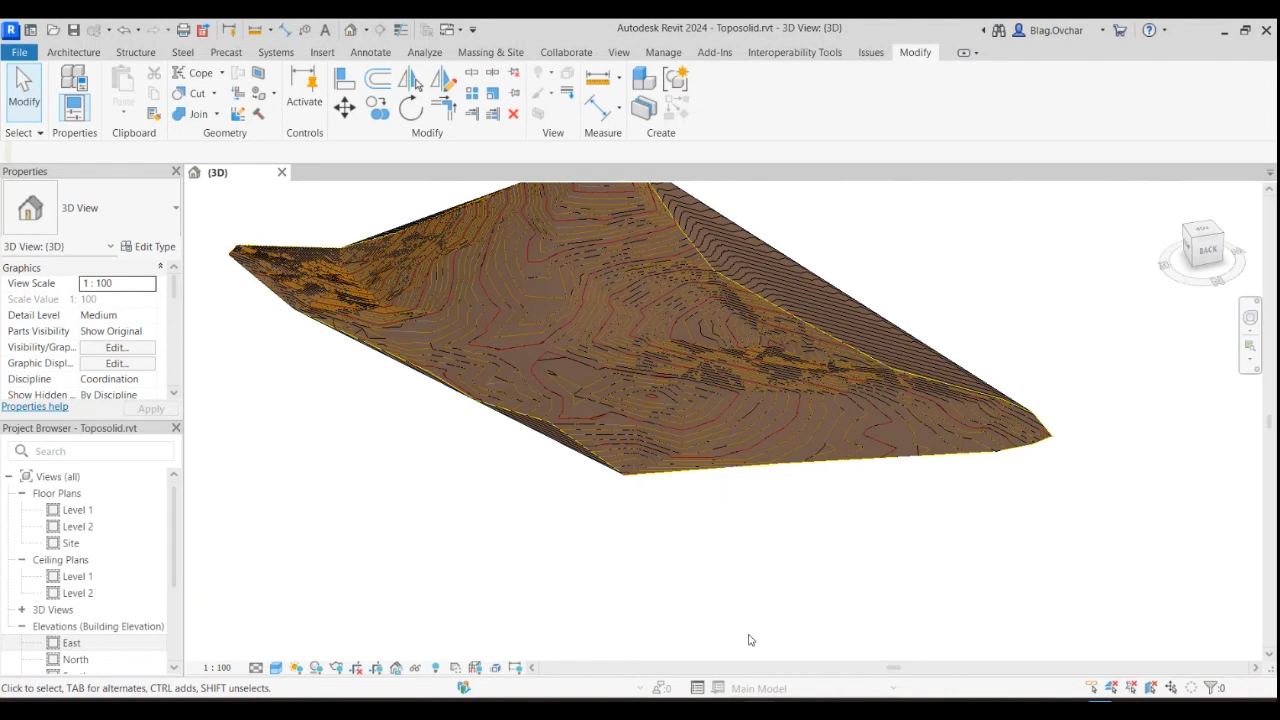 Autodesk Revit 2024 - Toposolid.rvt - 3D View: {3D}
Blag.Ovchar
File
Architecture
Structure
Steel
Precast
Systems
Insert
Annotate
Analyze
Massing & Site
Collaborate
View
Manage
Add-Ins
Interoperability Tools
Issues
Modify
Modify
Paste
Cope
Cut
Join
Activate
Select
Properties
Clipboard
Geometry
Controls
Modify
View
Measure
Create
Properties
{3D}
3D View
3D View: {3D}
Edit Type
Graphics
View Scale
1 : 100
Scale Value 1:
100
Detail Level
Medium
Parts Visibility
Show Original
Visibility/Grap...
Edit...
Graphic Displ...
Edit...
Discipline
Coordination
Show Hidden ...
By Discipline
Properties help
Apply
Project Browser - Toposolid.rvt
Search
Views (all)
Floor Plans
Level 1
Level 2
Site
Ceiling Plans
Level 1
Level 2
3D Views
Elevations (Building Elevation)
East
North
BACK
1 : 100
Click to select, TAB for alternates, CTRL adds, SHIFT unselects.
:0
Main Model
:0